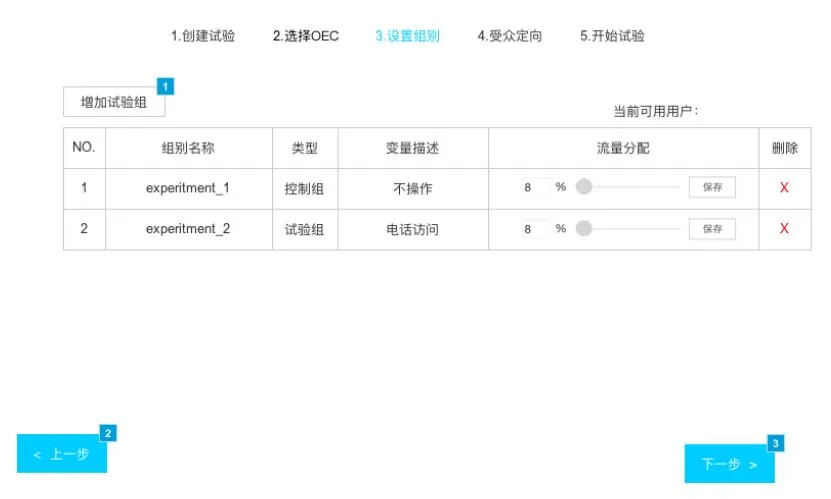 1.创建试验 2.选择OEC 3.设置组别 4.受众定向 5.开始试验
1
增加试验组
当前可用用户：
NO. 组别名称 类型 变量描述 流量分配 删除
1 experitment_1 控制组 不操作 8 % 保存 X
2 experitment_2 试验组 电话访问 8 % 保存 X
2
< 上一步
3
下一步 >